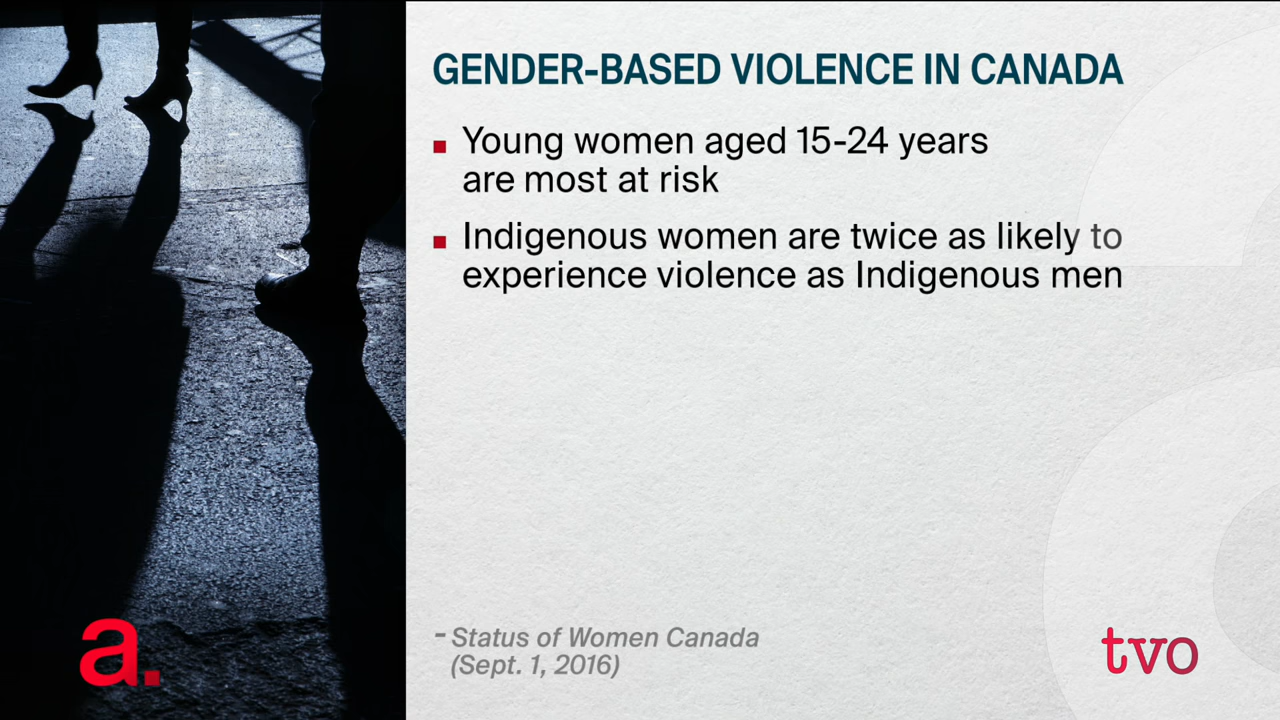 GENDER-BASED VIOLENCE IN CANADA
Young women aged 15-24 years
are most at risk
Indigenous women are twice as likely to
experience violence as Indigenous men
- Status of Women Canada
(Sept. 1, 2016)
a.
tvo